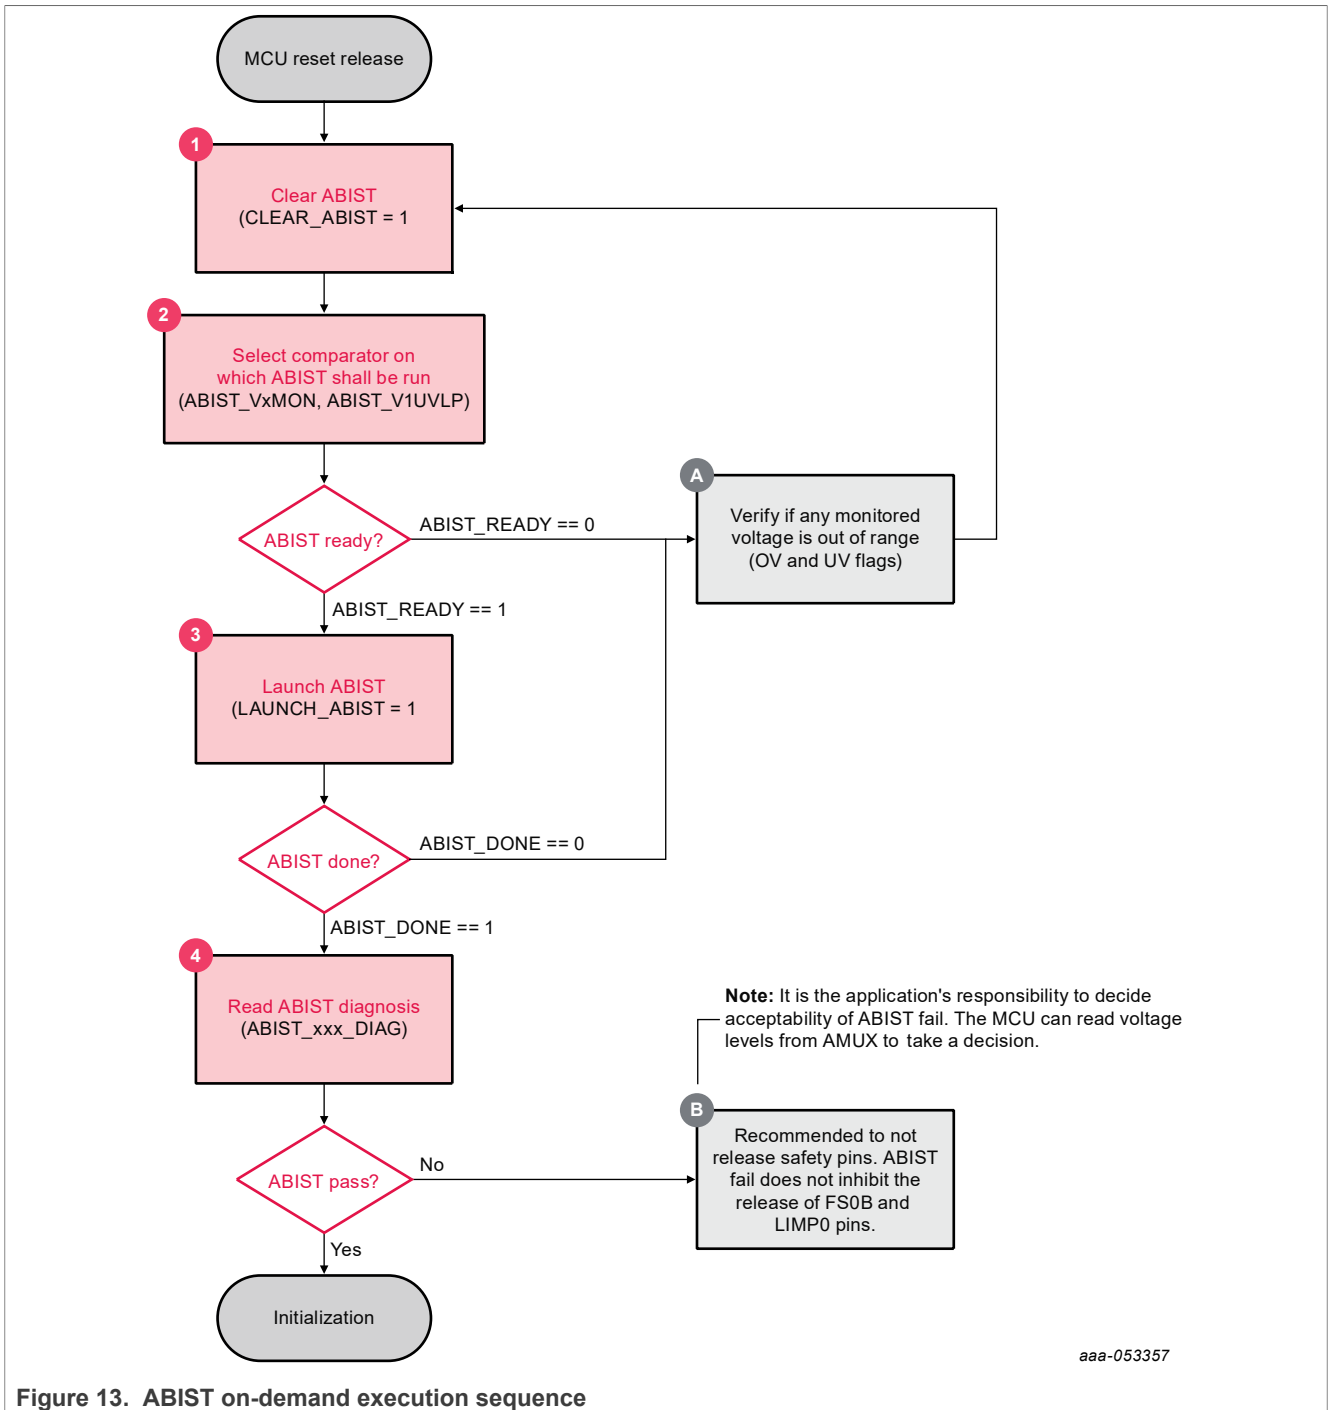 MCU reset release
1
Clear ABIST
(CLEAR_ABIST = 1
2
Select comparator on
which ABIST shall be run
(ABIST_VxMON, ABIST_V1UVLP)
A
Verify if any monitored
voltage is out of range
(OV and UV flags)
ABIST ready?
ABIST_READY == 0
ABIST_READY == 1
3
Launch ABIST
(LAUNCH_ABIST = 1
ABIST done?
ABIST_DONE == 0
ABIST_DONE == 1
4
Read ABIST diagnosis
(ABIST_xxx_DIAG)
Note: It is the application's responsibility to decide
acceptability of ABIST fail. The MCU can read voltage
levels from AMUX to take a decision.
B
Recommended to not
release safety pins. ABIST
fail does not inhibit the
release of FS0B and
LIMP0 pins.
ABIST pass?
No
Yes
Initialization
aaa-053357
Figure 13. ABIST on-demand execution sequence